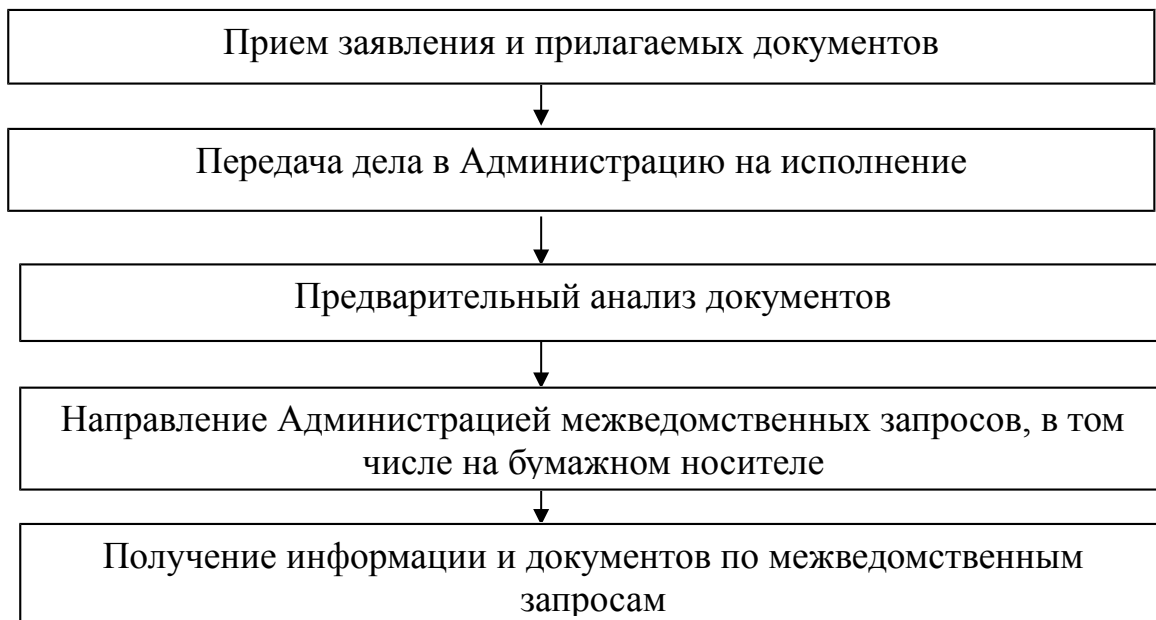 Прием заявления и прилагаемых документов
Передача дела в Администрацию на исполнение
Предварительный анализ документов
Направление Администрацией межведомственных запросов, в том
числе на бумажном носителе
Получение информации и документов по межведомственным
запросам